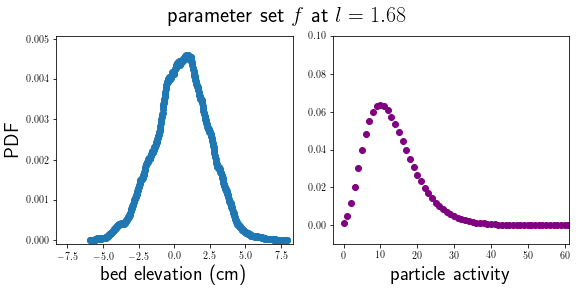 parameter set f at l = 1.68
PDF
0.005
0.004
0.003
0.002
0.001
0.000
−7.5 −5.0 −2.5 0.0 2.5 5.0 7.5
bed elevation (cm)
0.10
0.08
0.06
0.04
0.02
0.00
0 10 20 30 40 50 60
particle activity